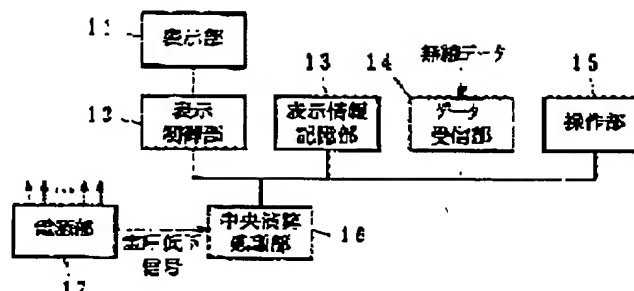 11
表示部
12
表示
制御部
13
表示情報
記憶部
14
無線データ
データ
受信部
15
操作部
電源部
17
電圧低下
信号
中央演算
処理部
16